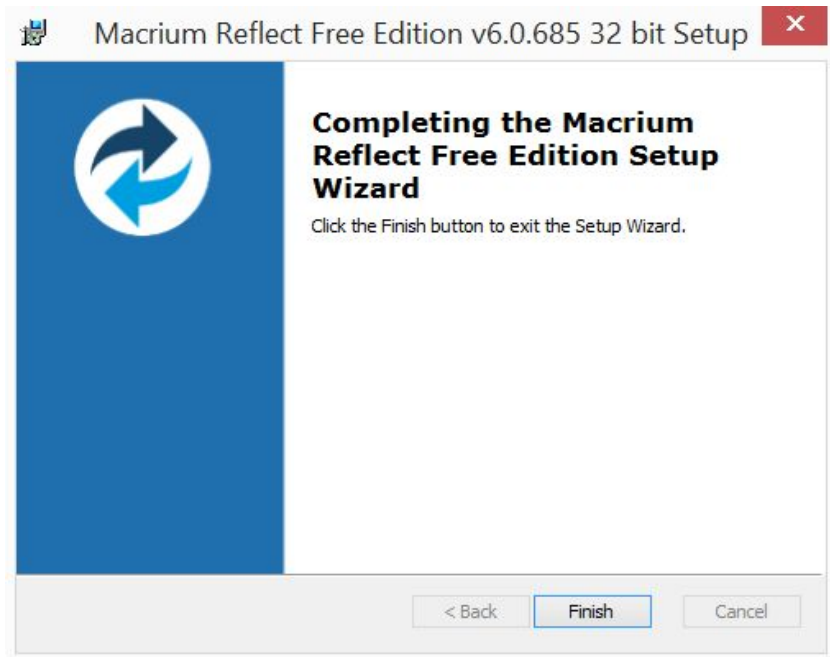 Macrium Reflect Free Edition v6.0.685 32 bit Setup
Completing the Macrium
Reflect Free Edition Setup
Wizard
Click the Finish button to exit the Setup Wizard.
< Back Finish Cancel